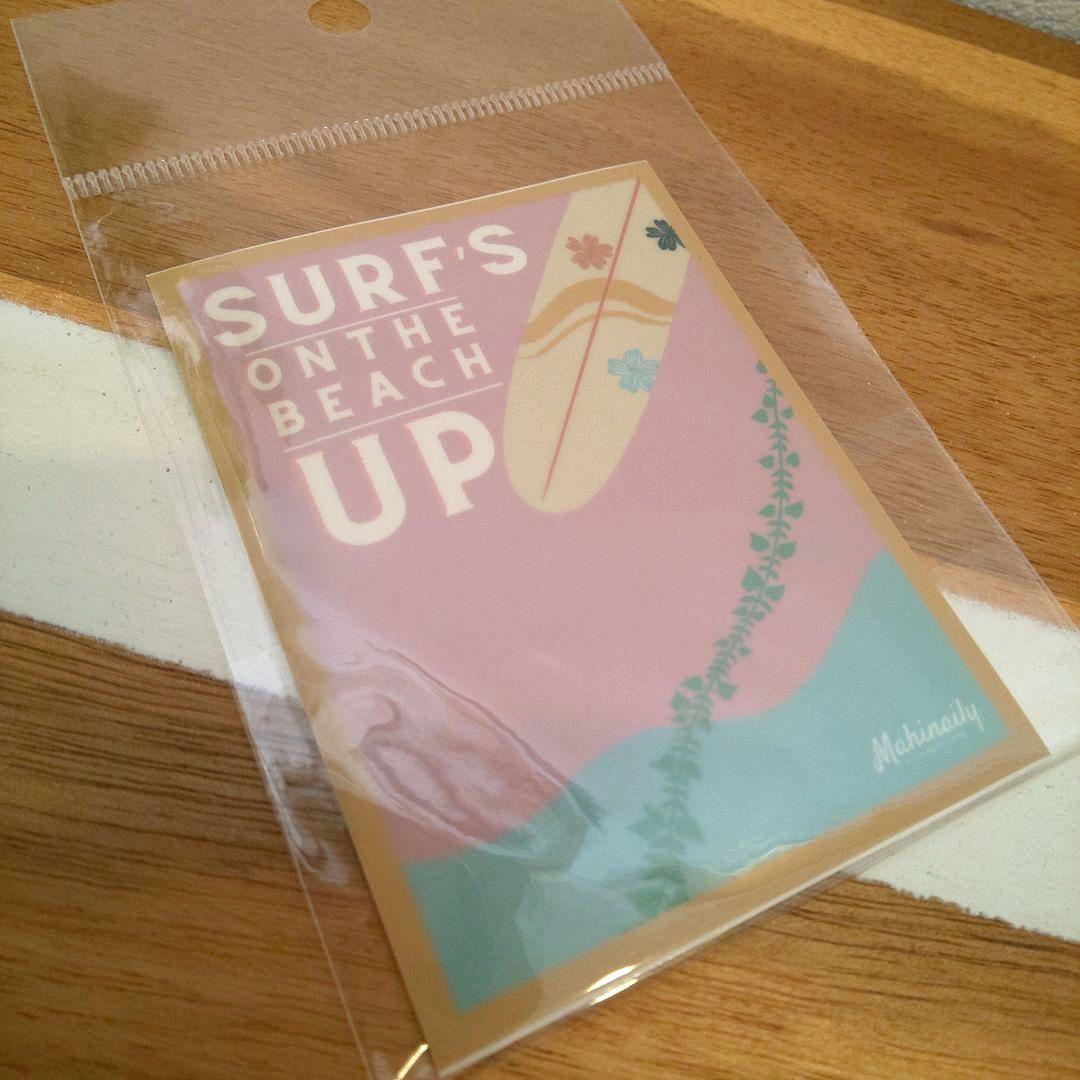 SURF'S
ON THE
BEACH
UP
Mahinaily